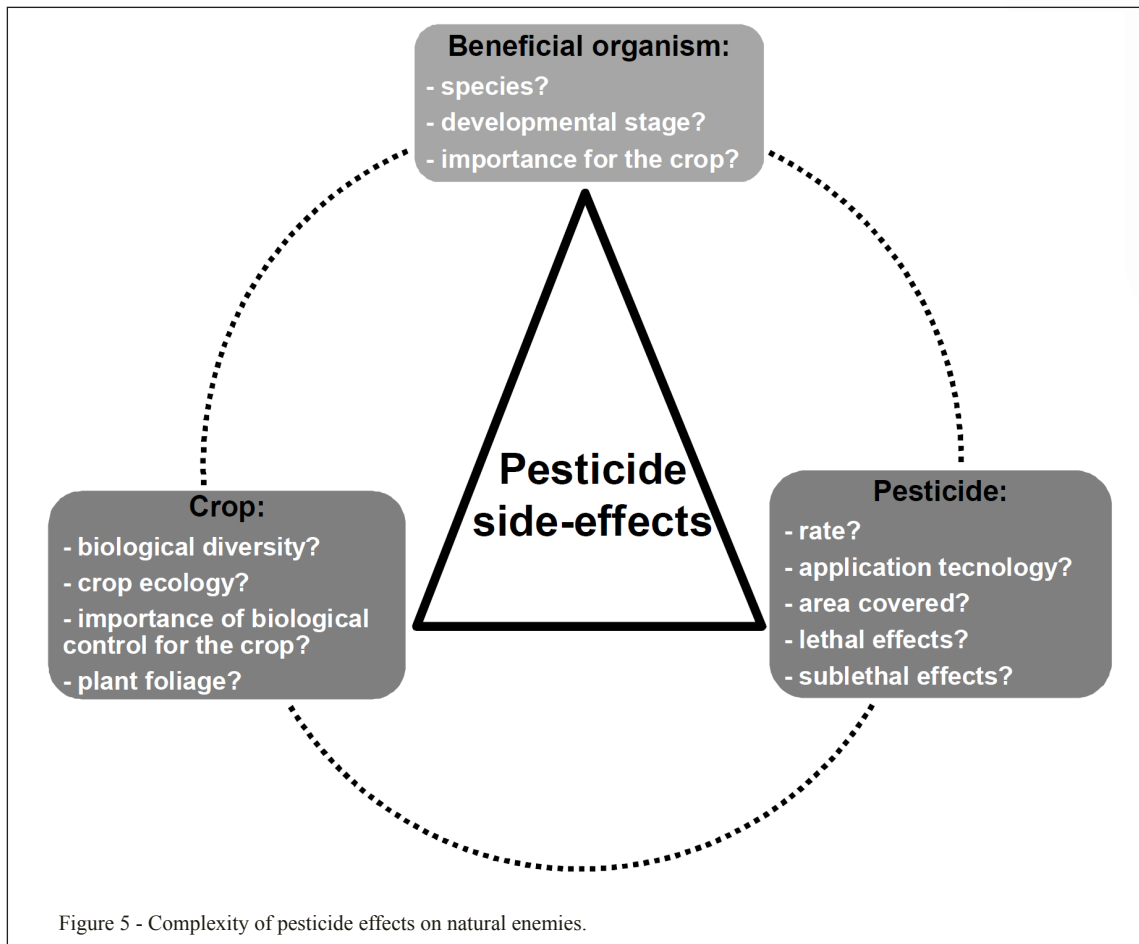 Beneficial organism:
- species?
- developmental stage?
- importance for the crop?
Pesticide
side-effects
Crop:
- biological diversity?
- crop ecology?
- importance of biological
control for the crop?
- plant foliage?
Pesticide:
- rate?
- application tecnology?
- area covered?
- lethal effects?
- sublethal effects?
Figure 5 - Complexity of pesticide effects on natural enemies.